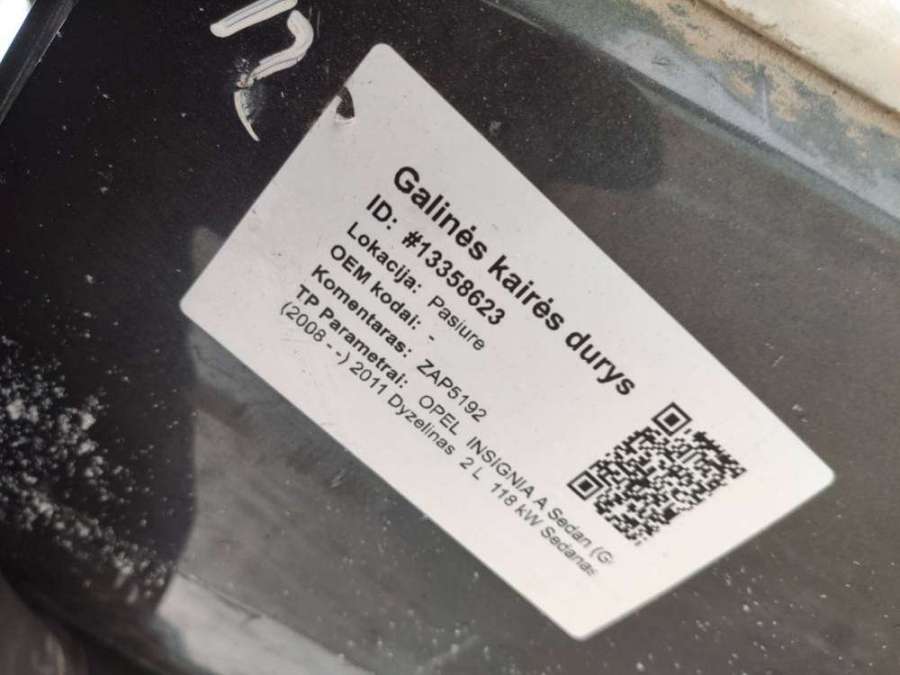 Galinės kairės durys
ID: #13358623
Lokacija: Pasiure
OEM kodai: -
Komentaras: ZAP5192
TP Parametrai: OPEL INSIGNIA A Sedan (G
(2008 - -) 2011 Dyzelinas 2 L 118 kW Sedanas